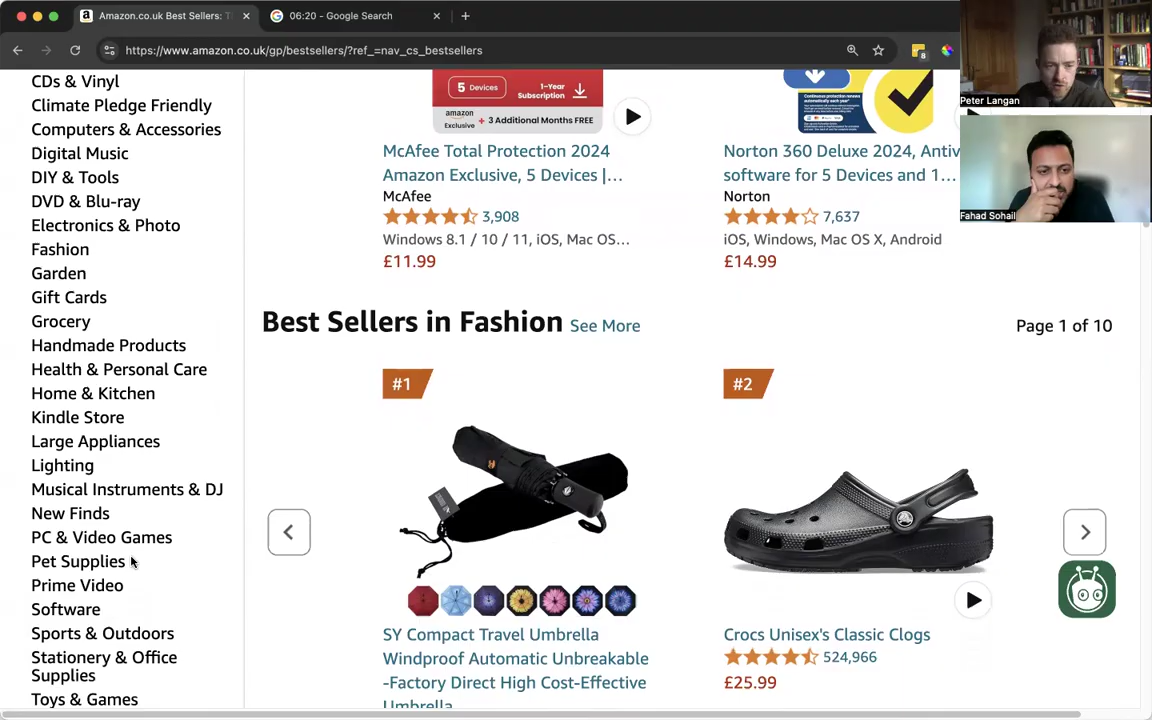 Amazon.co.uk Best Sellers: T
06:20 - Google Search
https://www.amazon.co.uk/gp/bestsellers/?ref_=nav_cs_bestsellers
8
Peter Langan
Fahad Sohail
CDs & Vinyl
Climate Pledge Friendly
Computers & Accessories
Digital Music
DIY & Tools
DVD & Blu-ray
Electronics & Photo
Fashion
Garden
Gift Cards
Grocery
Handmade Products
Health & Personal Care
Home & Kitchen
Kindle Store
Large Appliances
Lighting
Musical Instruments & DJ
New Finds
PC & Video Games
Pet Supplies
Prime Video
Software
Sports & Outdoors
Stationery & Office
Supplies
Toys & Games
5 Devices
1-Year
Subscription
amazon
Exclusive
+ 3 Additional Months FREE
McAfee Total Protection 2024
Amazon Exclusive, 5 Devices |...
McAfee
3,908
Windows 8.1 / 10 / 11, iOS, Mac OS...
£11.99
Norton 360 Deluxe 2024, Antiv
software for 5 Devices and 1...
Norton
7,637
iOS, Windows, Mac OS X, Android
£14.99
Best Sellers in Fashion See More
Page 1 of 10
#1
SY Compact Travel Umbrella
Windproof Automatic Unbreakable
-Factory Direct High Cost-Effective
Umbrella
#2
Crocs Unisex's Classic Clogs
524,966
£25.99